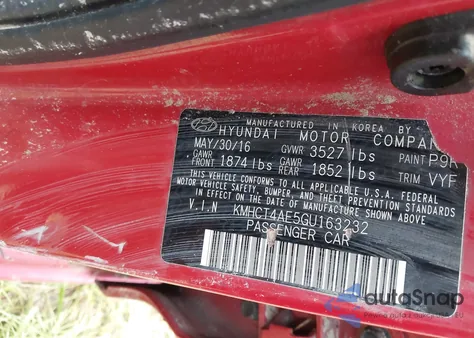 MANUFACTURED IN KOREA BY
HYUNDAI MOTOR COMPAN
MAY/30/16 GVWR 3527 lbs PAINT P9R
GAWR FRONT 1874 lbs GAWR REAR 1852 lbs TRIM VYF
THIS VEHICLE CONFORMS TO ALL APPLICABLE U.S.A. FEDERAL
MOTOR VEHICLE SAFETY, BUMPER, AND THEFT PREVENTION STANDARDS
IN EFFECT ON THE DATE OF MANUFACTURE SHOWN ABOVE.
V.I.N KMHCT4AE5GU163232
PASSENGER CAR
autoSnap